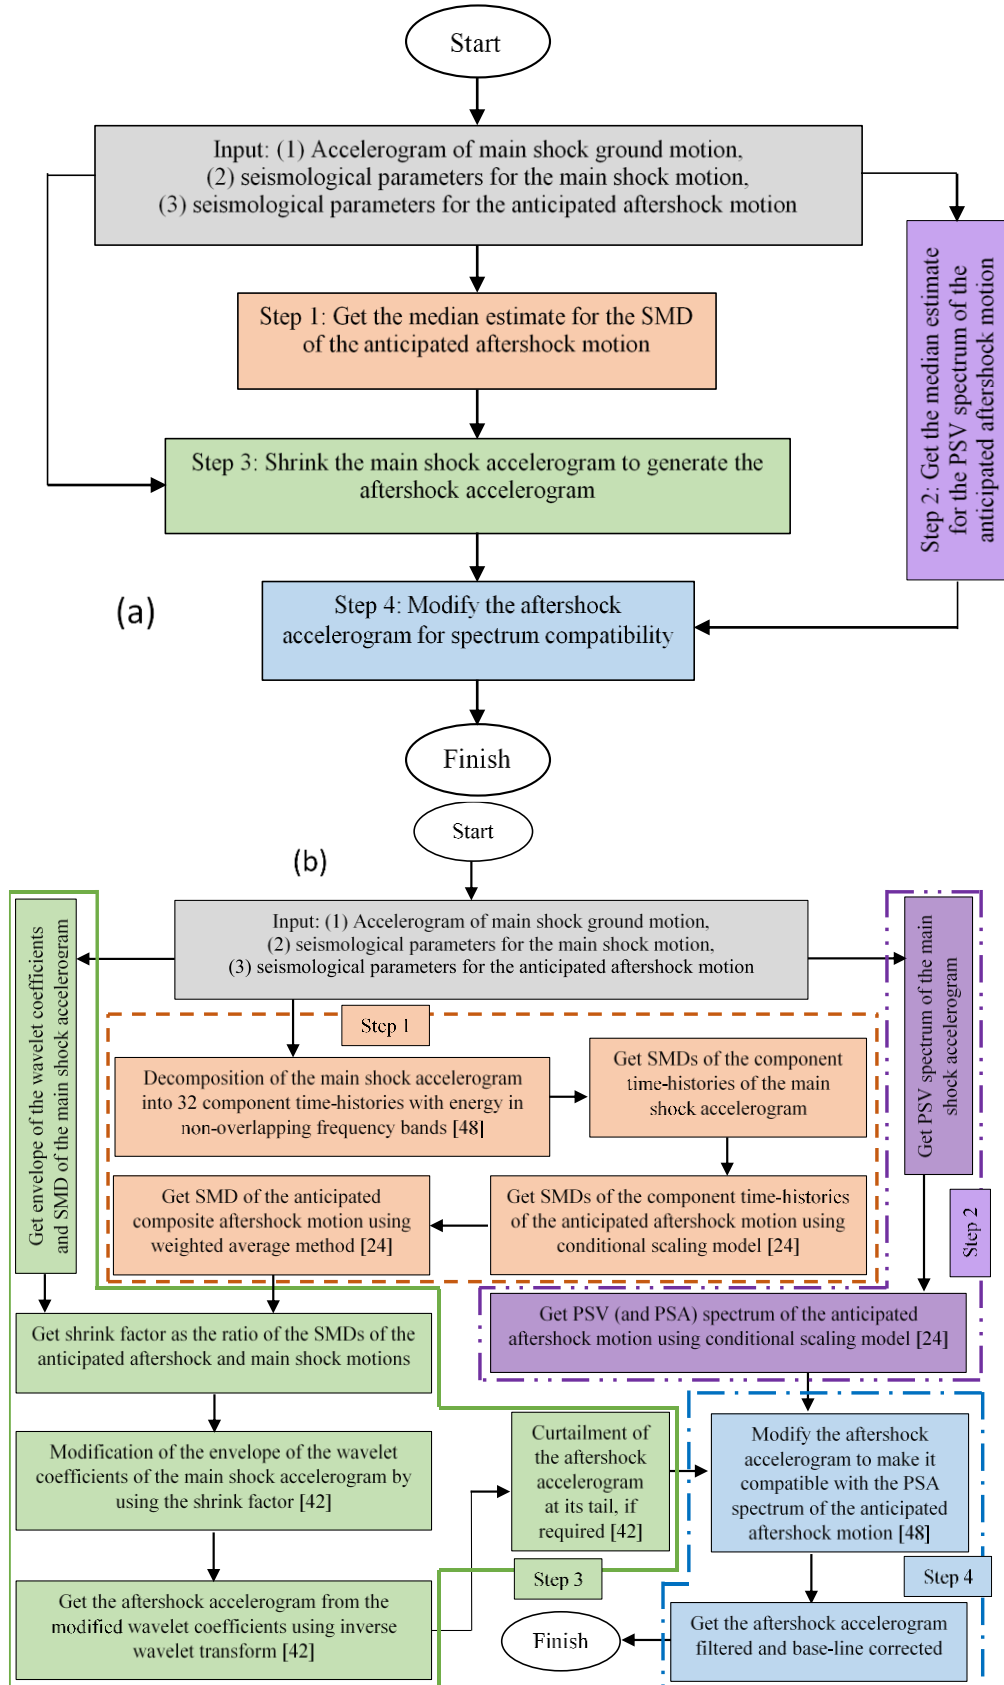 Start
Input: (1) Accelerogram of main shock ground motion,
(2) seismological parameters for the main shock motion,
(3) seismological parameters for the anticipated aftershock motion
Step 1: Get the median estimate for the SMD
of the anticipated aftershock motion
Step 2: Get the median estimate
for the PSV spectrum of the
anticipated aftershock motion
Step 3: Shrink the main shock accelerogram to generate the
aftershock accelerogram
(a)
Step 4: Modify the aftershock
accelerogram for spectrum compatibility
Finish
Start
(b)
Input: (1) Accelerogram of main shock ground motion,
(2) seismological parameters for the main shock motion,
(3) seismological parameters for the anticipated aftershock motion
Get envelope of the wavelet coefficients
and SMD of the main shock accelerogram
Get PSV spectrum of the main
shock accelerogram
Step 1
Decomposition of the main shock accelerogram
into 32 component time-histories with energy in
non-overlapping frequency bands [48]
Get SMDs of the component
time-histories of the main
shock accelerogram
Get SMD of the anticipated
composite aftershock motion using
weighted average method [24]
Get SMDs of the component time-histories
of the anticipated aftershock motion using
conditional scaling model [24]
Step 2
Get PSV (and PSA) spectrum of the anticipated
aftershock motion using conditional scaling model [24]
Get shrink factor as the ratio of the SMDs of the
anticipated aftershock and main shock motions
Modification of the envelope of the wavelet
coefficients of the main shock accelerogram by
using the shrink factor [42]
Curtailment of
the aftershock
accelerogram
at its tail, if
required [42]
Modify the aftershock
accelerogram to make it
compatible with the PSA
spectrum of the anticipated
aftershock motion [48]
Step 3
Step 4
Get the aftershock accelerogram from the
modified wavelet coefficients using inverse
wavelet transform [42]
Finish
Get the aftershock accelerogram
filtered and base-line corrected